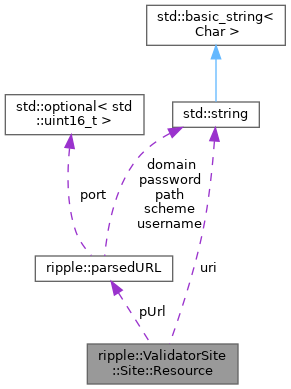 std::basic_string<
Char >
std::optional< std
::uint16_t >
std::string
domain
password
path
scheme
username
port
ripple::parsedURL
uri
pUrl
ripple::ValidatorSite
::Site::Resource